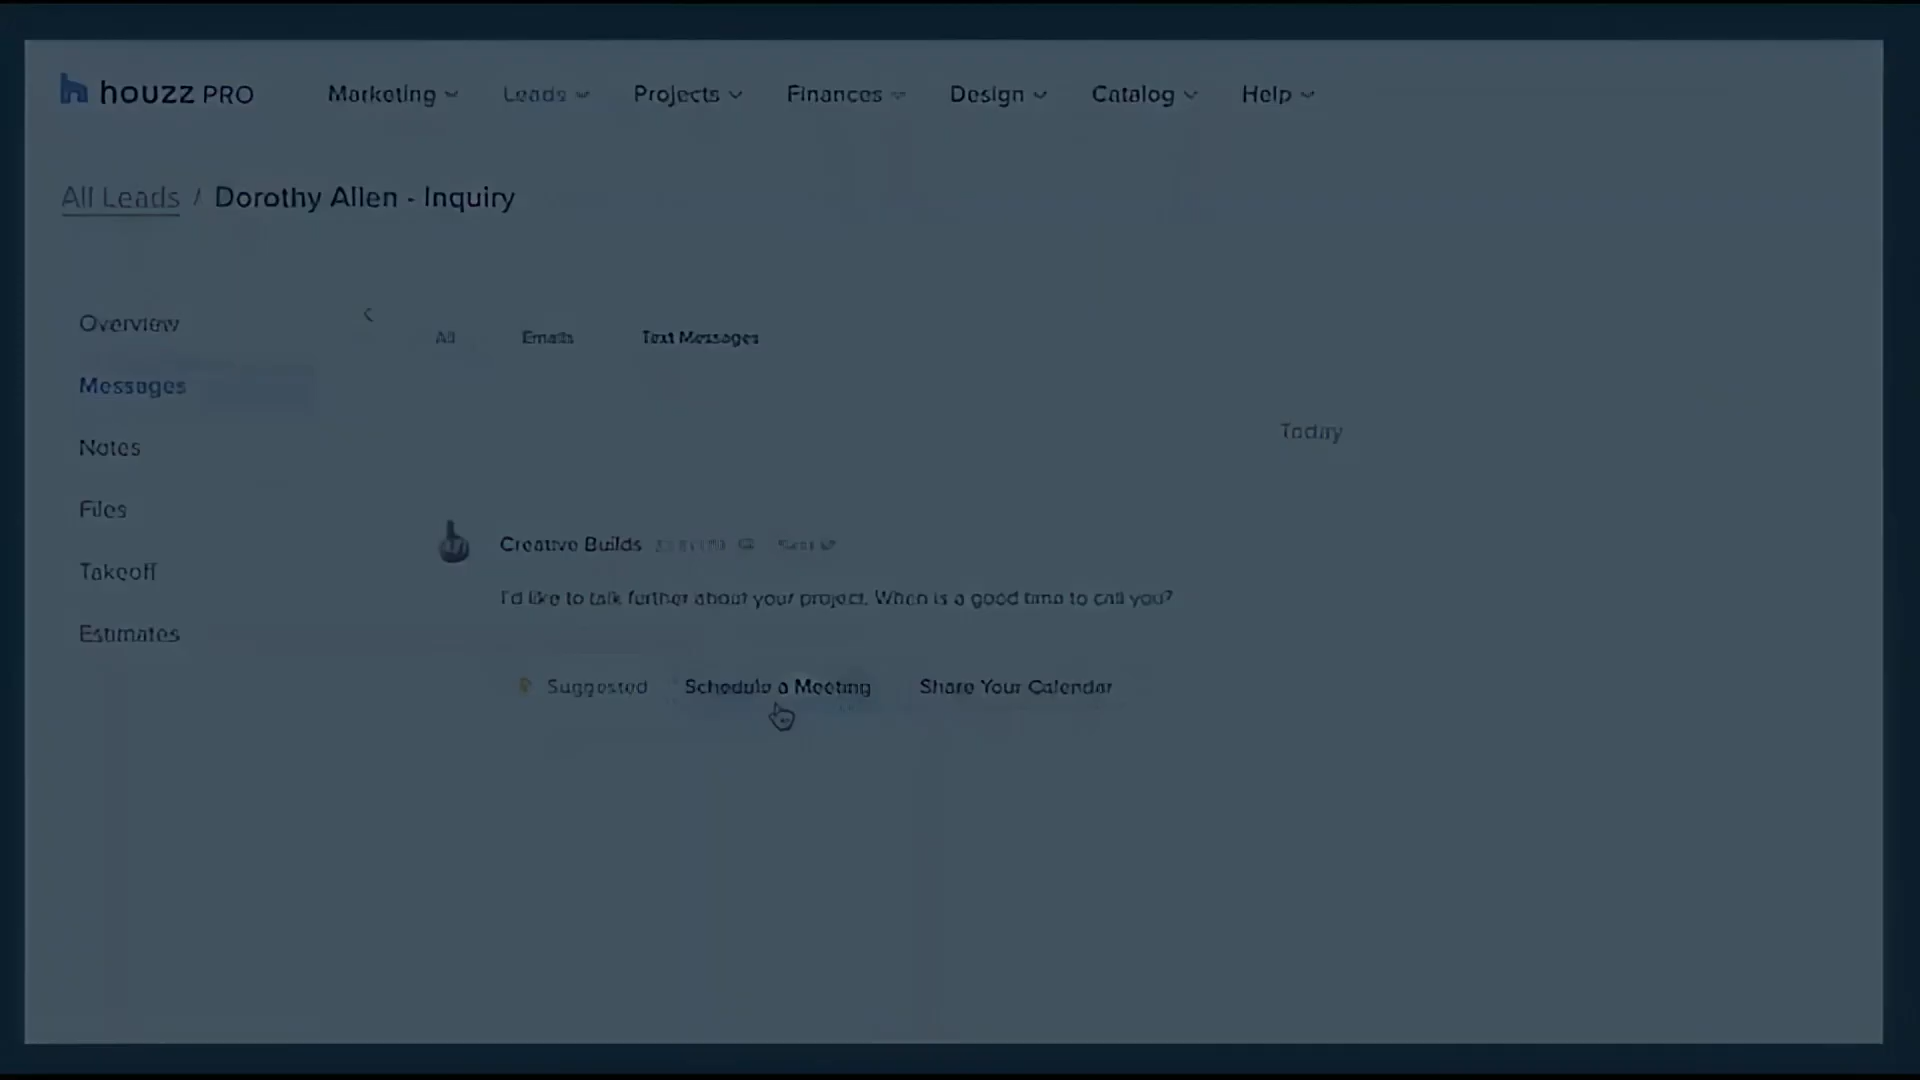 houzz PRO Marketing Leads Projects Finances Design Catalog Help
All Leads / Dorothy Allen - Inquiry
Overview
Messages
Notes
Files
Takeoff
Estimates
All Emails Text Messages
Today
Creative Builds
I'd like to talk further about your project. When is a good time to call you?
Suggested Schedule a Meeting Share Your Calendar